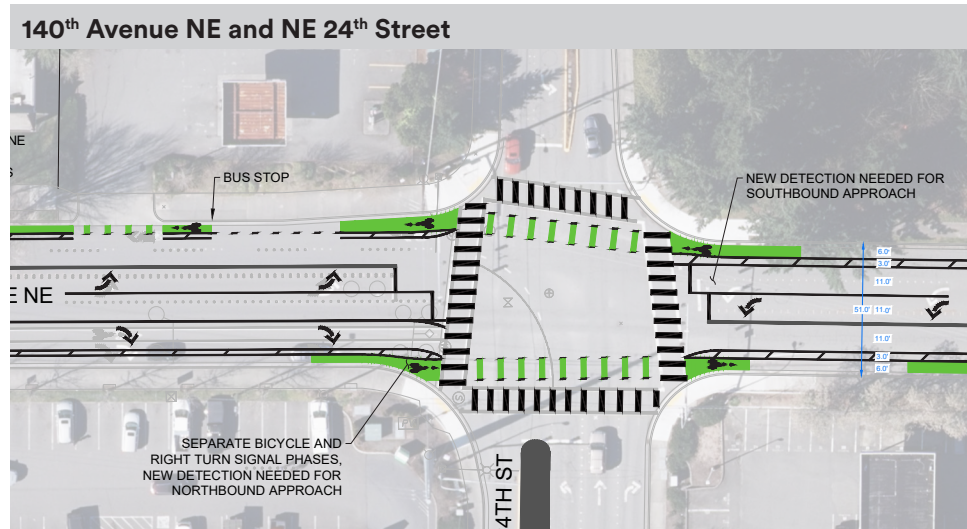 140th Avenue NE and NE 24th Street
NE
S
BUS STOP
NEW DETECTION NEEDED FOR
SOUTHBOUND APPROACH
E NE
6.0'
3.0'
11.0'
51.0' 11.0'
11.0'
3.0'
6.0'
SEPARATE BICYCLE AND
RIGHT TURN SIGNAL PHASES,
NEW DETECTION NEEDED FOR
NORTHBOUND APPROACH
4TH ST